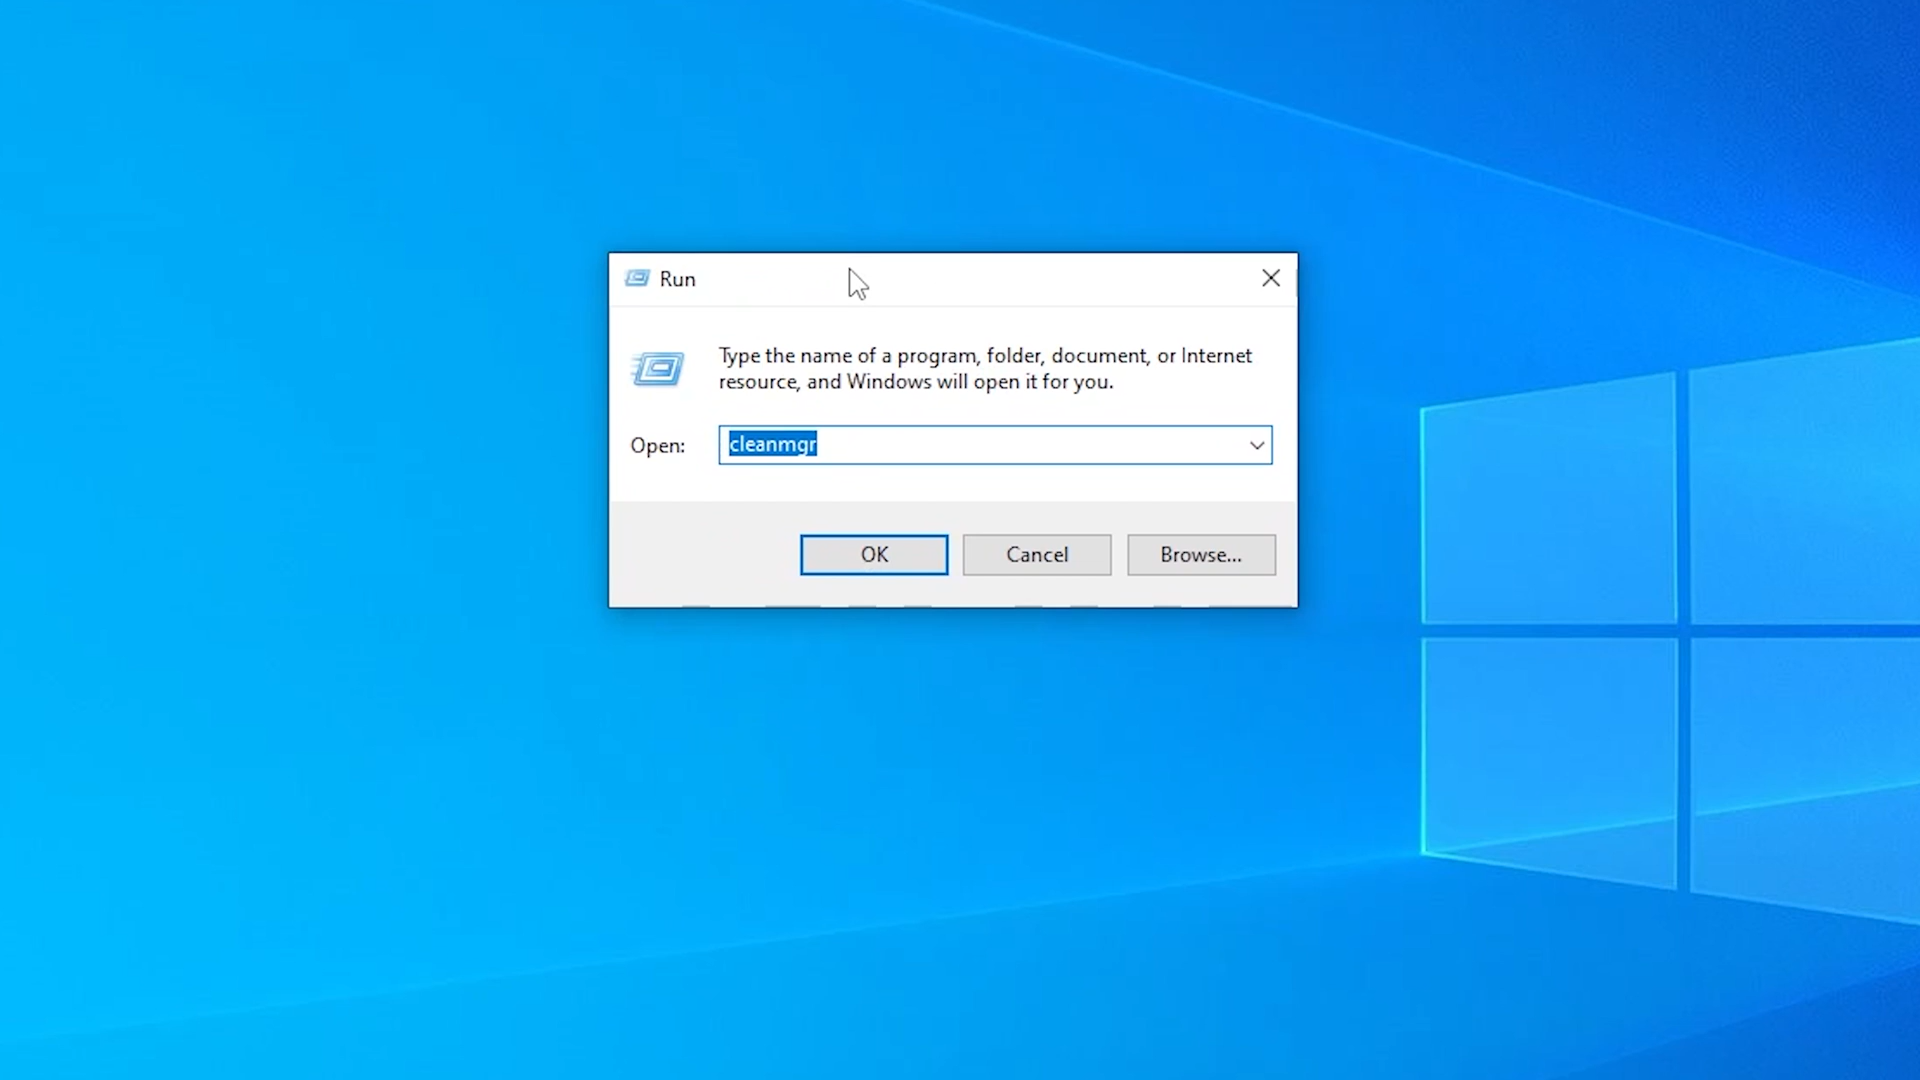 Run
Type the name of a program, folder, document, or Internet
resource, and Windows will open it for you.
Open: cleanmgr
OK Cancel Browse...